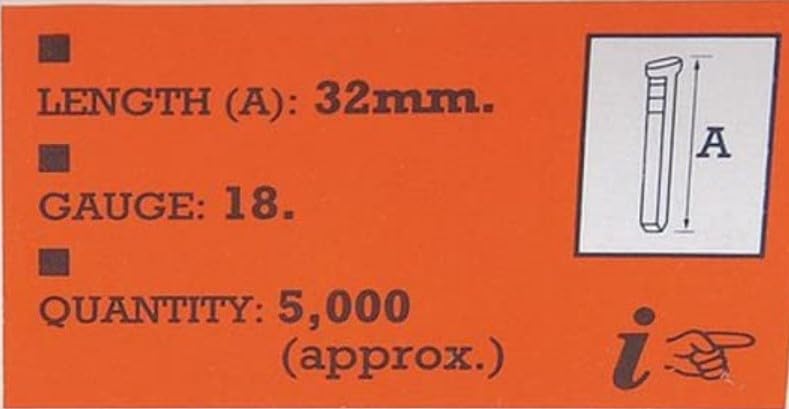 LENGTH (A): 32mm.
A
GAUGE: 18.
QUANTITY: 5,000
(approx.)
i